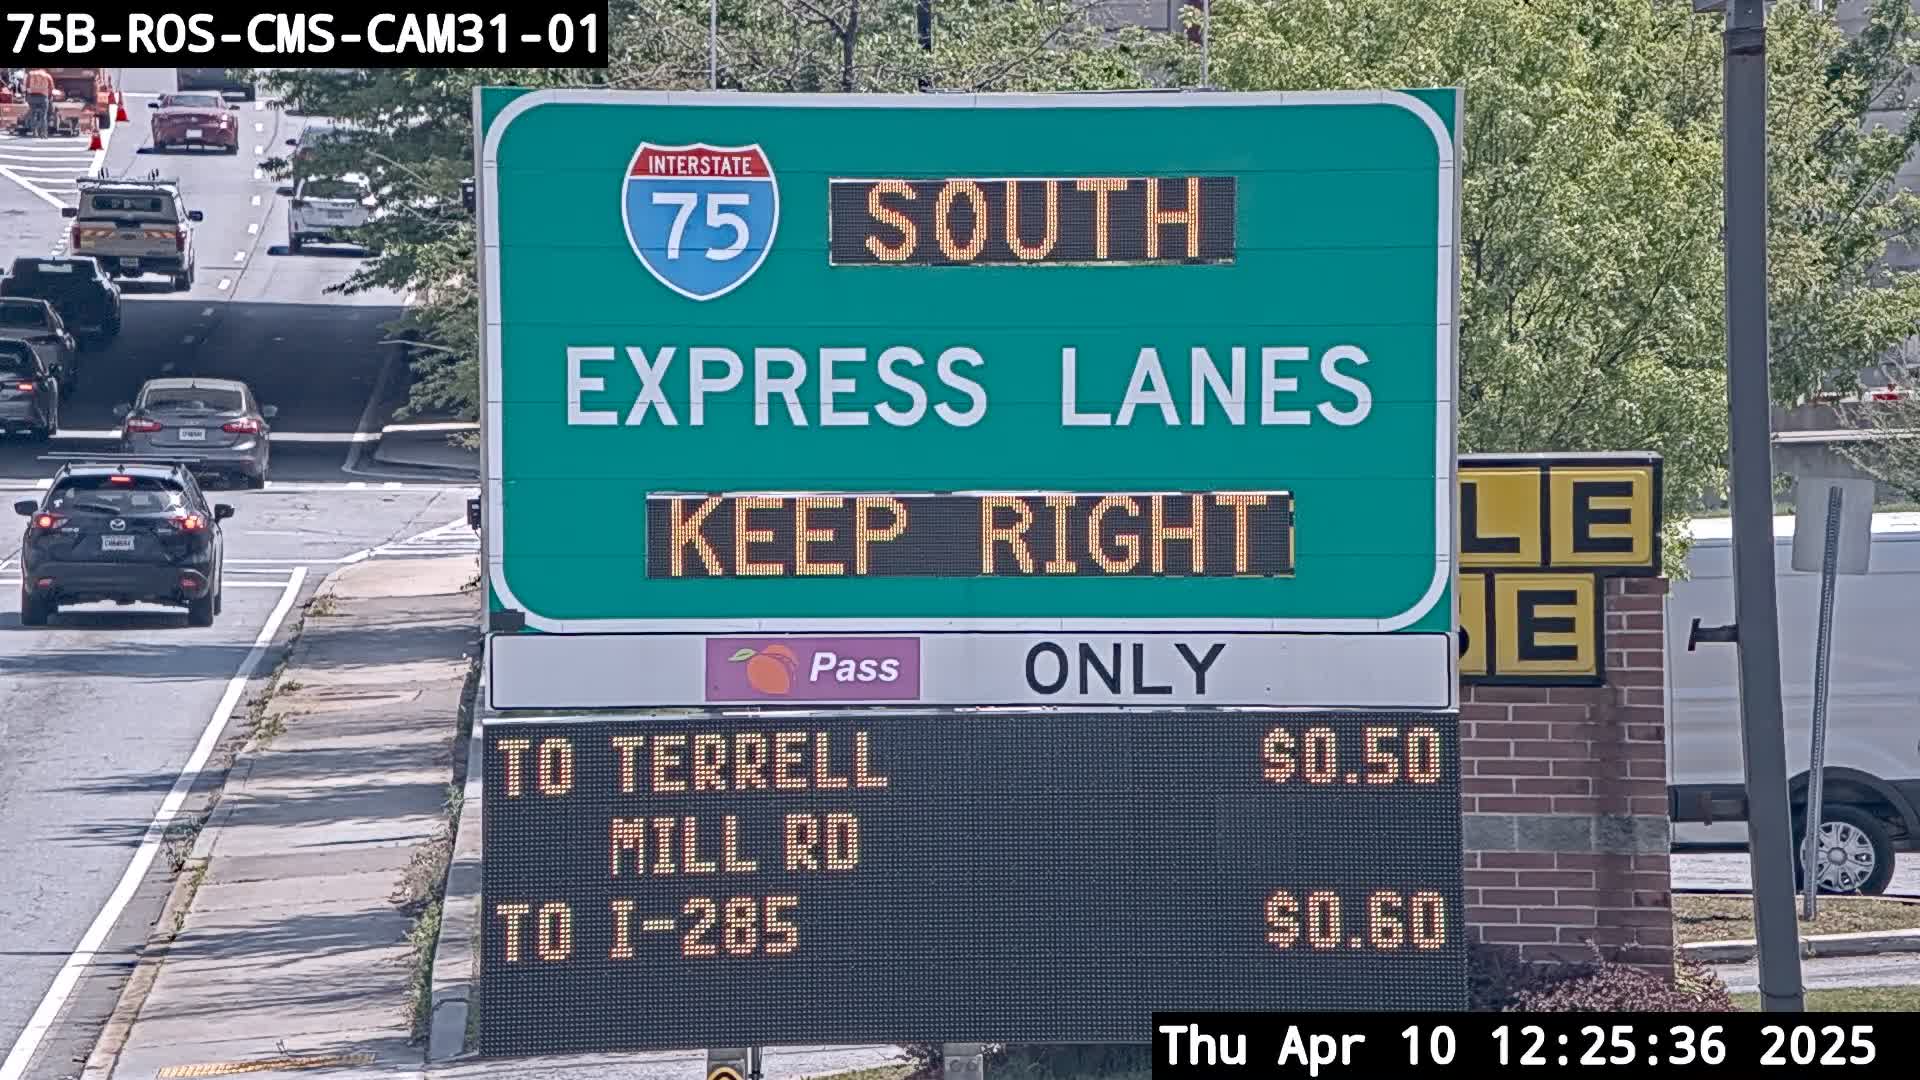 75B-ROS-CMS-CAM31-01
INTERSTATE
75
SOUTH
EXPRESS LANES
KEEP RIGHT
LE
E
Pass ONLY
TO TERRELL $0.50
MILL RD
TO I-285 $0.60
Thu Apr 10 12:25:36 2025